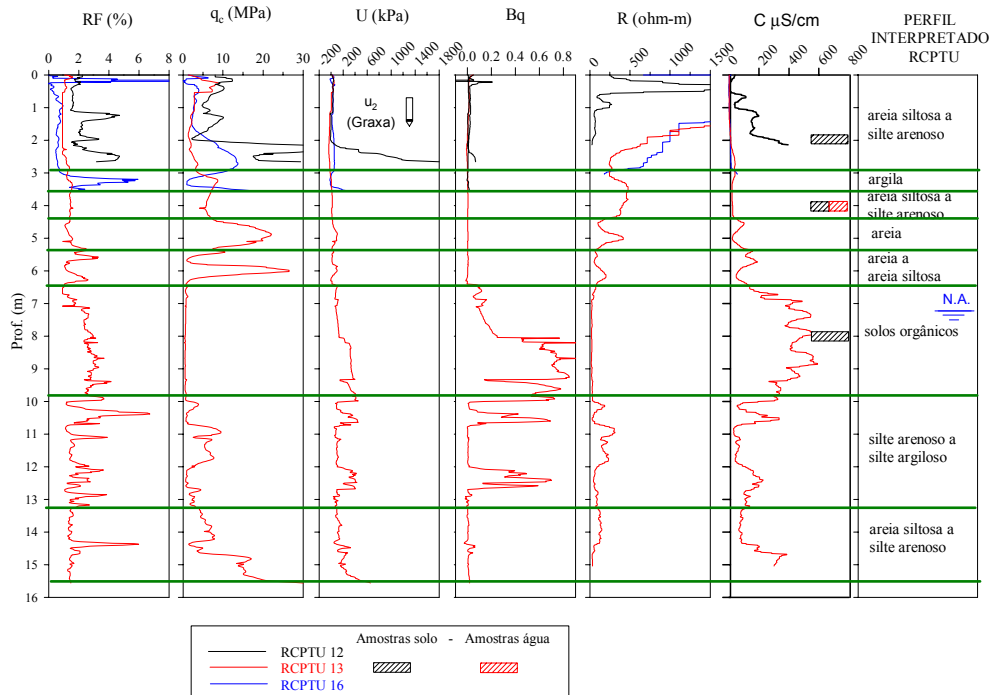 RF (%)
q_c (MPa)
U (kPa)
Bq
R (ohm-m)
C µS/cm
PERFIL
INTERPRETADO
RCPTU
0 2 4 6 8
0 10 20 30
-200 200 600 1000 1400
0 0.2 0.4 0.6 0.8
0 500 1000 1500
0 200 400 600 800
Prof. (m)
0
1
2
3
4
5
6
7
8
9
10
11
12
13
14
15
16
u2
(Graxa)
areia siltosa a
silte arenoso
argila
areia siltosa a
silte arenoso
areia
areia a
areia siltosa
N.A.
solos orgânicos
silte arenoso a
silte argiloso
areia siltosa a
silte arenoso
Amostras solo - Amostras água
RCPTU 12
RCPTU 13
RCPTU 16